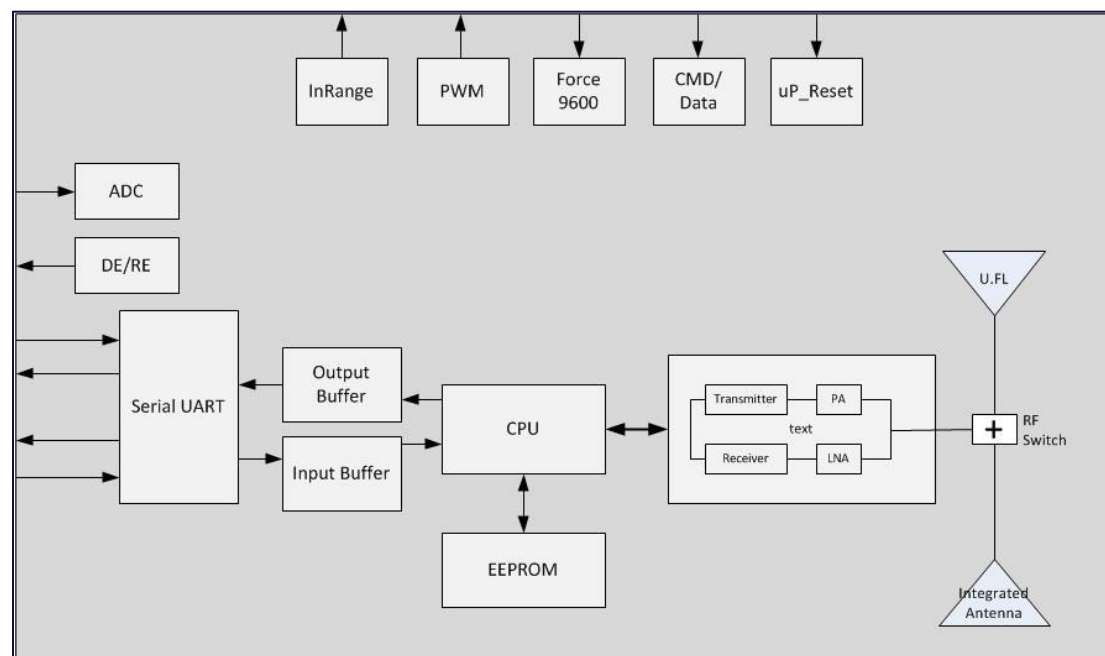 InRange
PWM
Force
9600
CMD/
Data
uP_Reset
ADC
DE/RE
U.FL
Serial UART
Output
Buffer
Input Buffer
CPU
Transmitter
PA
text
Receiver
LNA
RF
Switch
EEPROM
Integrated
Antenna